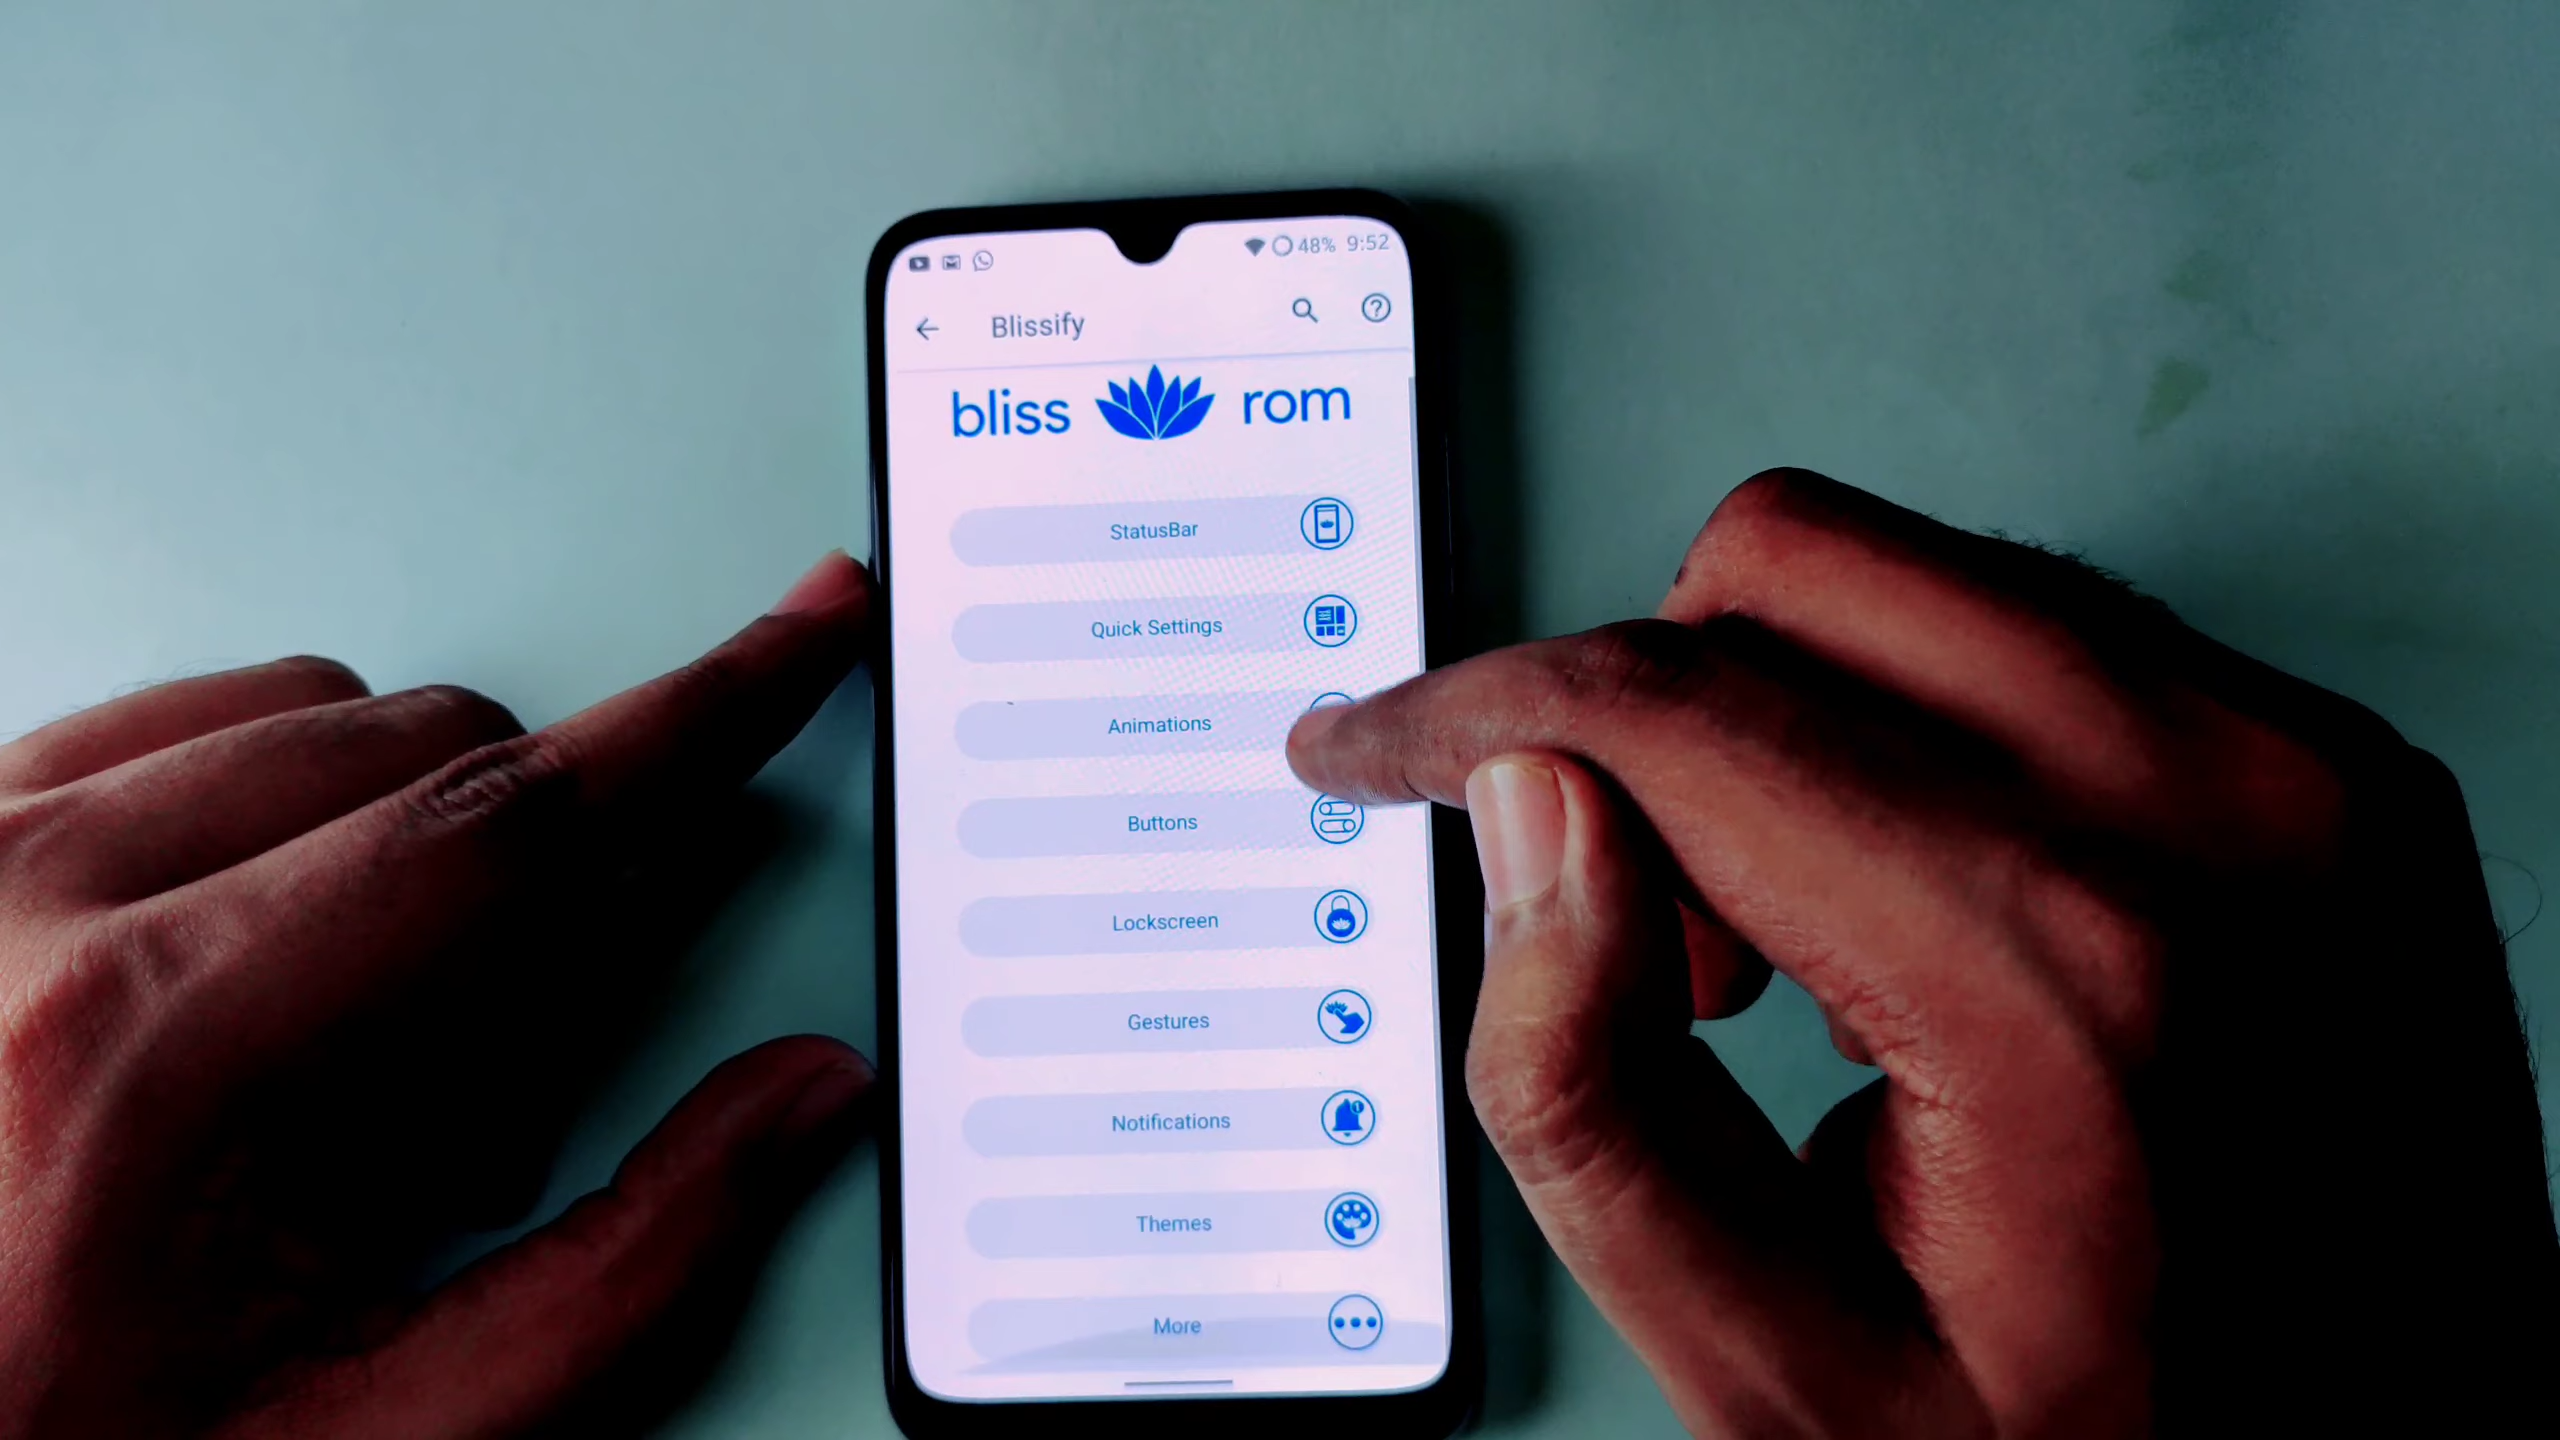 48% 9:52
Blissify
bliss rom
StatusBar
Quick Settings
Animations
Buttons
Lockscreen
Gestures
Notifications
Themes
More